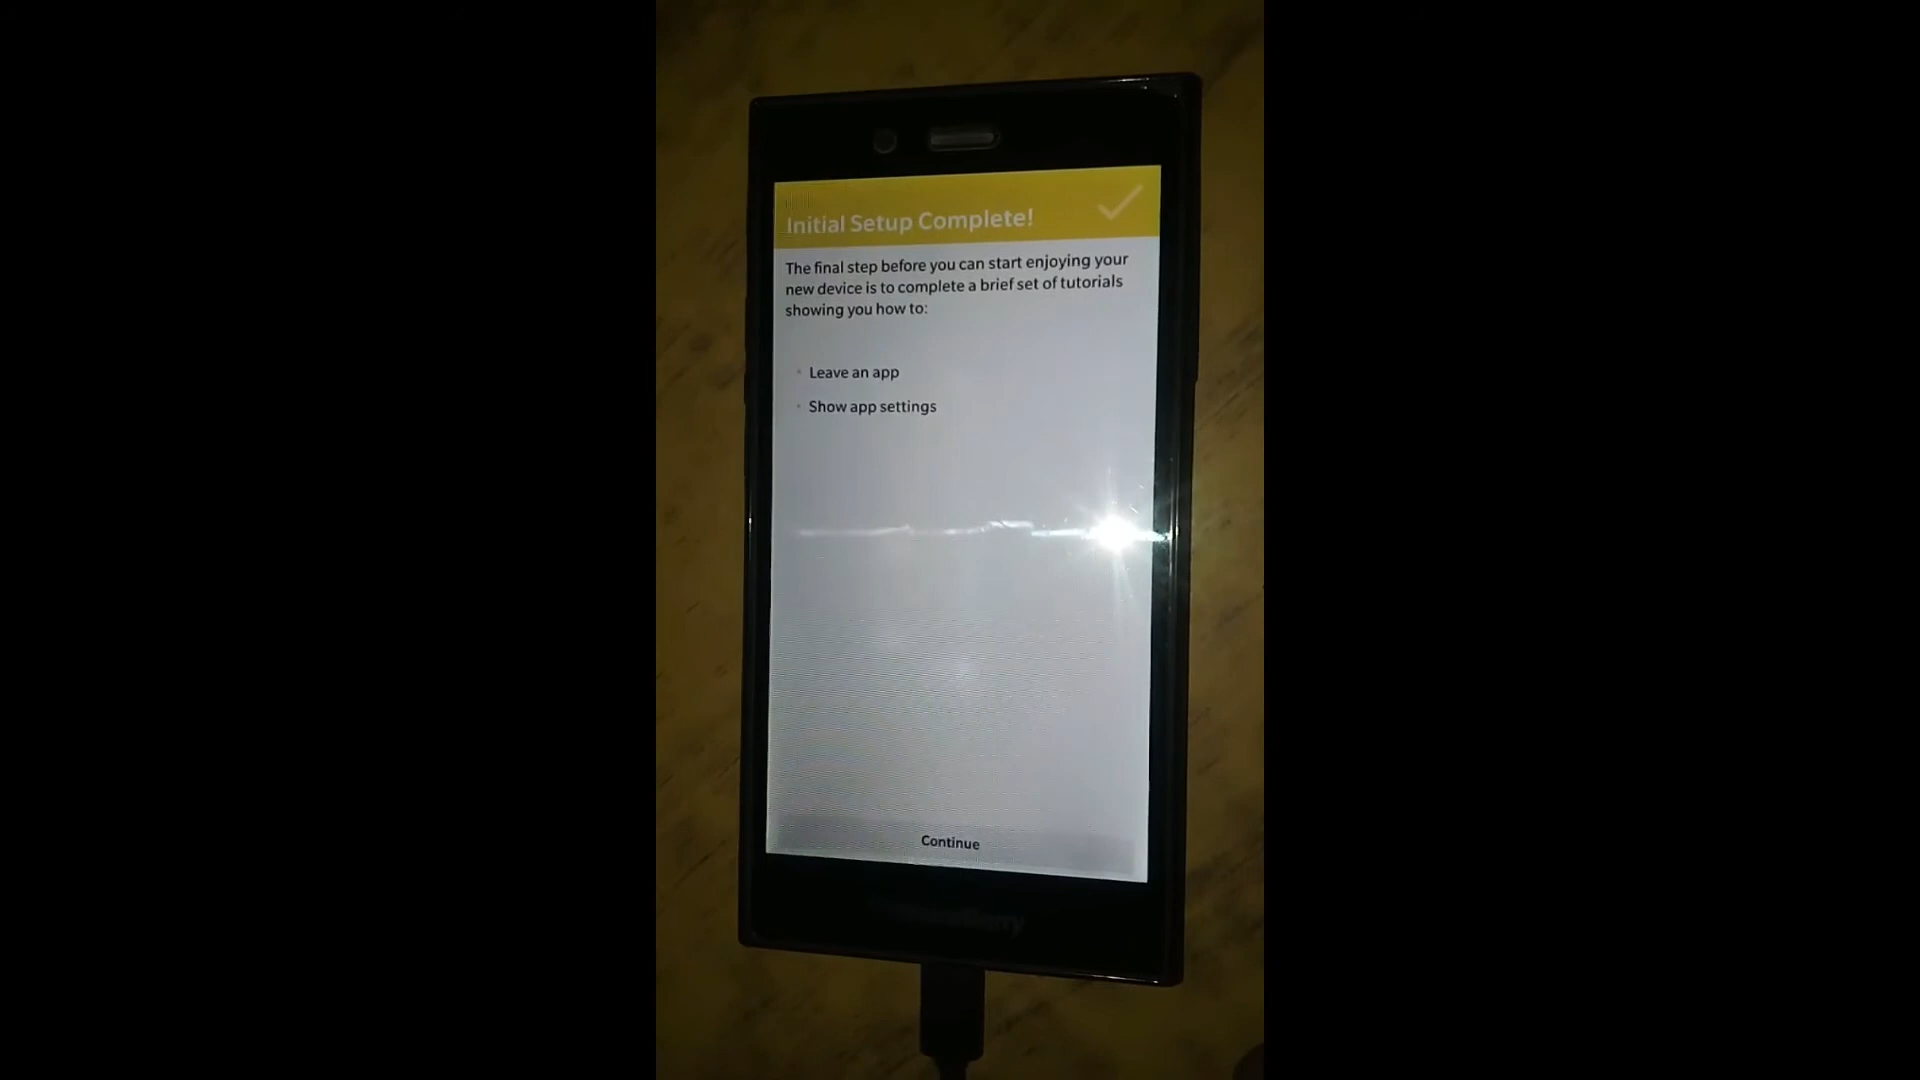 Initial Setup Complete!
The final step before you can start enjoying your
new device is to complete a brief set of tutorials
showing you how to:
Leave an app
Show app settings
Continue